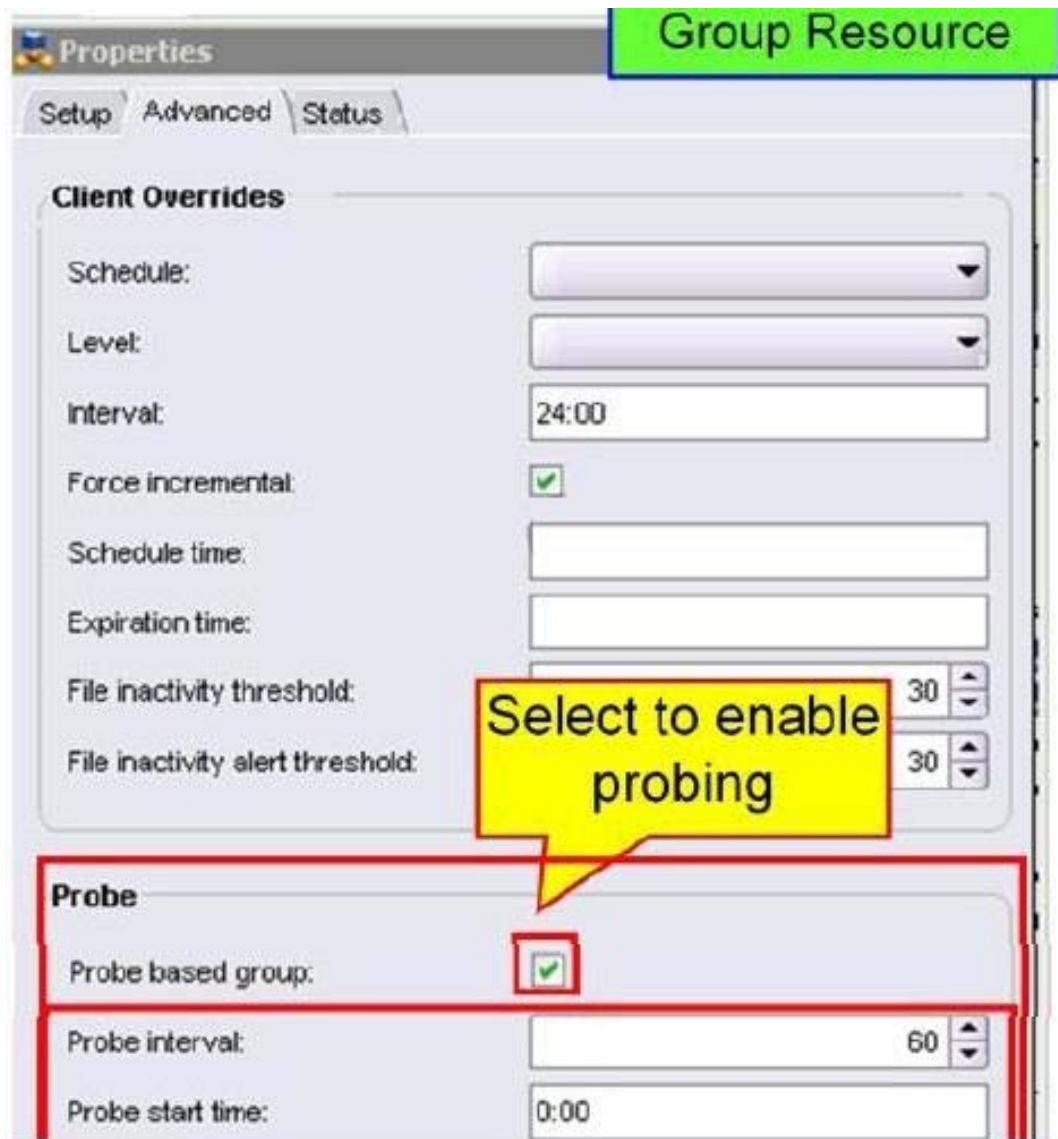 Group Resource
Properties
Setup Advanced Status
Client Overrides
Schedule:
Level:
Interval: 24:00
Force incremental:
Schedule time:
Expiration time:
File inactivity threshold: 30
File inactivity alert threshold: 30
Select to enable
probing
Probe
Probe based group:
Probe interval: 60
Probe start time: 0:00